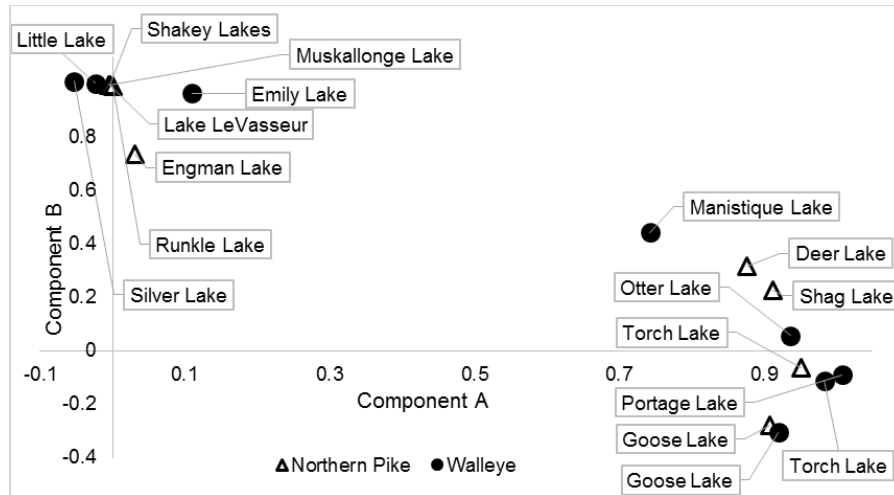 Shakey Lakes
Little Lake
Muskallonge Lake
Emily Lake
Lake LeVasseur
0.8
Engman Lake
0.6
Manistique Lake
0.4
Runkle Lake
Deer Lake
Component B
Otter Lake
Shag Lake
0.2
Silver Lake
Torch Lake
0
-0.1
0.1
0.3
0.5
0.7
0.9
Component A
Portage Lake
-0.2
Goose Lake
Torch Lake
-0.4
Northern Pike
Walleye
Goose Lake